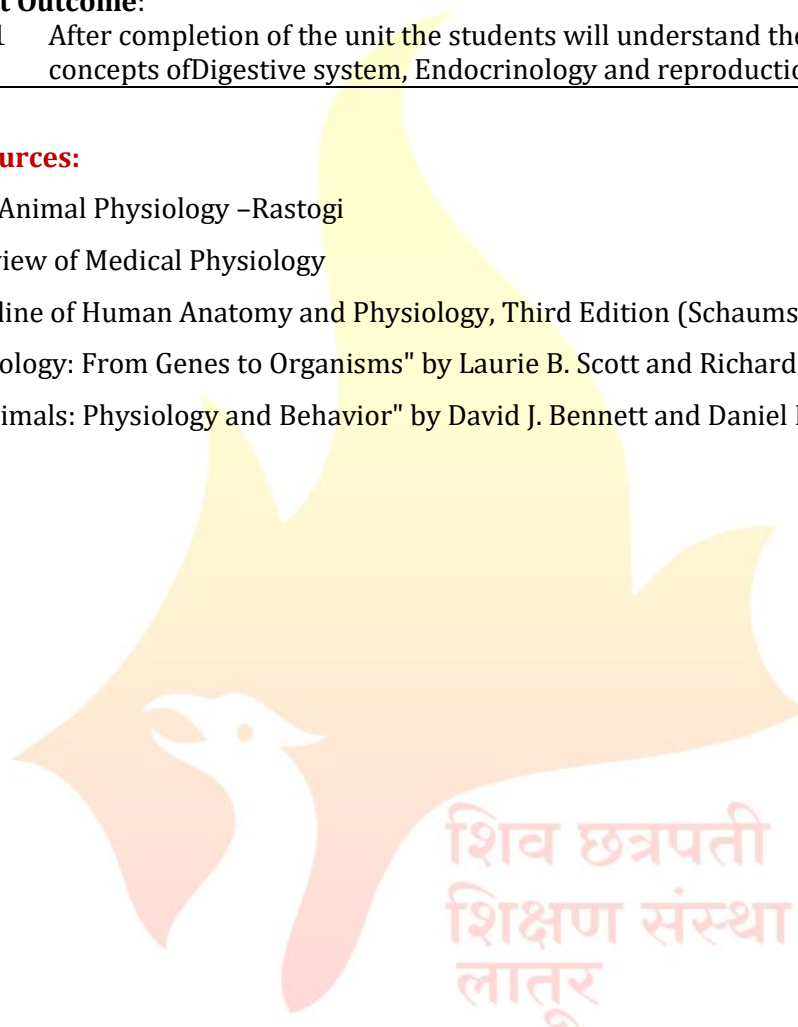 t Outcome:
1 After completion of the unit the students will understand the
concepts ofDigestive system, Endocrinology and reproductio
urces:
Animal Physiology –Rastogi
view of Medical Physiology
line of Human Anatomy and Physiology, Third Edition (Schaums
ology: From Genes to Organisms" by Laurie B. Scott and Richard
imals: Physiology and Behavior" by David J. Bennett and Daniel
शिव छत्रपती
शिक्षण संस्था
लातूर